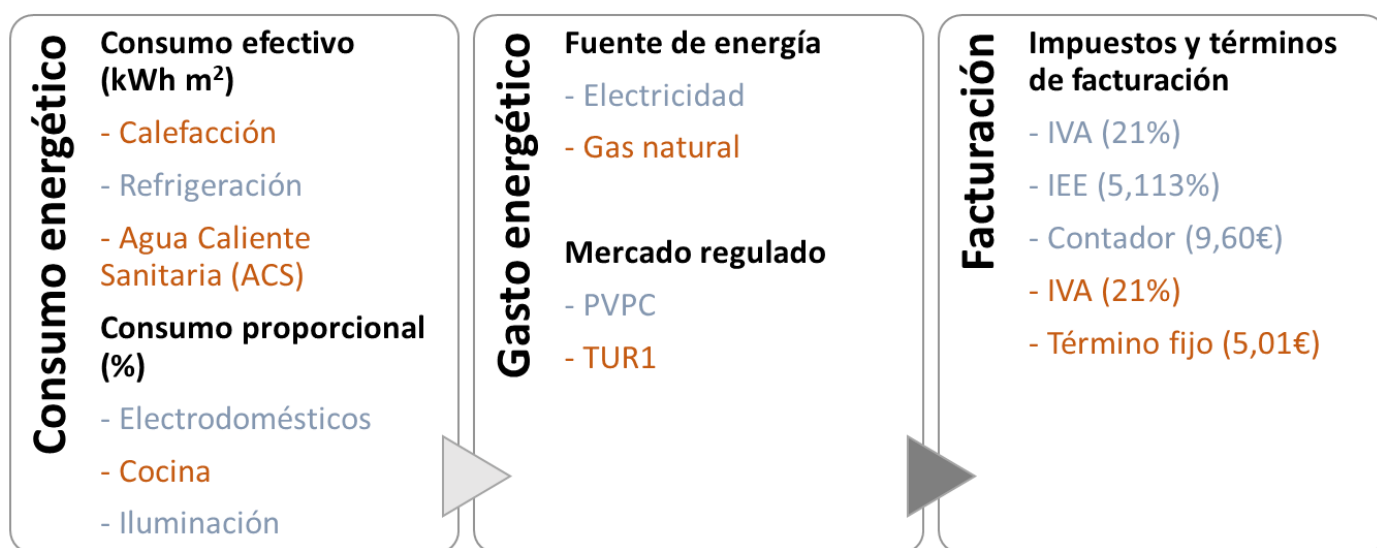 Consumo energético
Consumo efectivo
(kWh m²)
- Calefacción
- Refrigeración
- Agua Caliente
Sanitaria (ACS)
Consumo proporcional
(%)
- Electrodomésticos
- Cocina
- Iluminación
Gasto energético
Fuente de energía
- Electricidad
- Gas natural
Mercado regulado
- PVPC
- TUR1
Facturación
Impuestos y términos
de facturación
- IVA (21%)
- IEE (5,113%)
- Contador (9,60€)
- IVA (21%)
- Término fijo (5,01€)